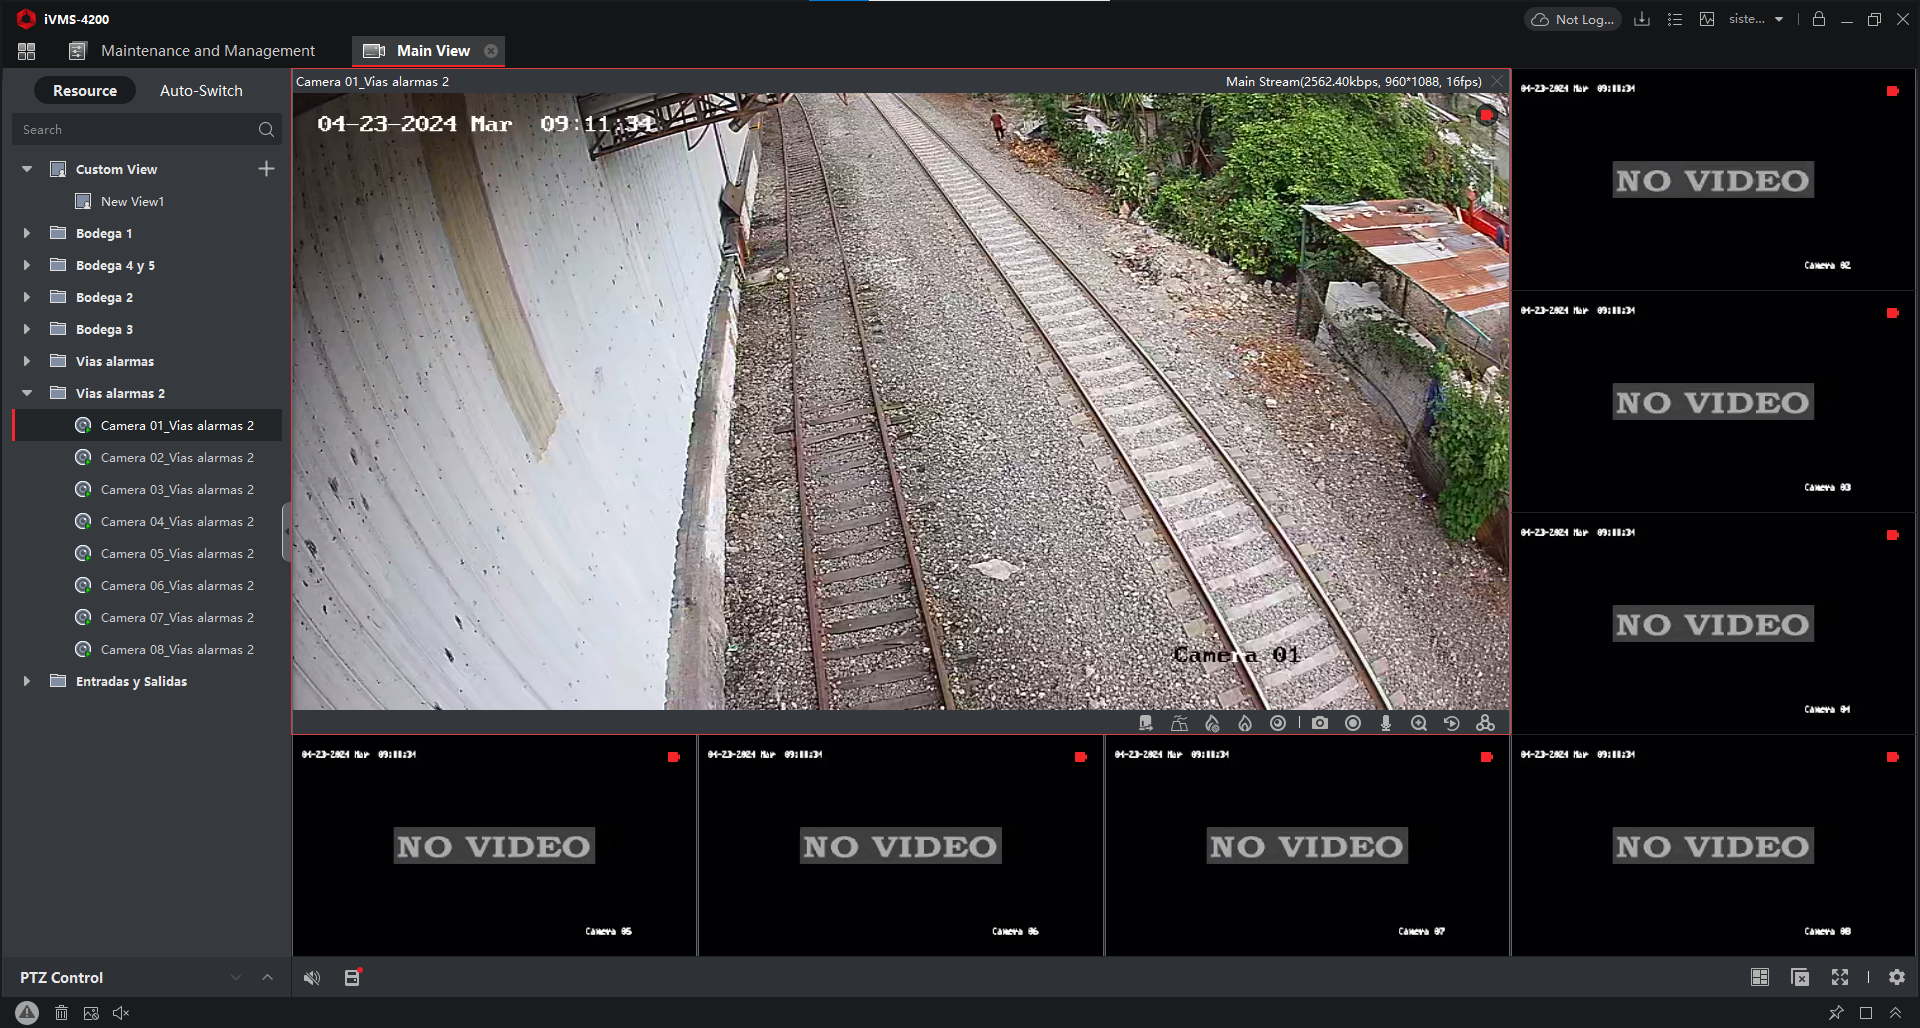 iVMS-4200
Not Log...
siste...
Maintenance and Management
Main View
Resource
Auto-Switch
Search
Custom View
New View1
Bodega 1
Bodega 4 y 5
Bodega 2
Bodega 3
Vias alarmas
Vias alarmas 2
Camera 01_Vias alarmas 2
Camera 02_Vias alarmas 2
Camera 03_Vias alarmas 2
Camera 04_Vias alarmas 2
Camera 05_Vias alarmas 2
Camera 06_Vias alarmas 2
Camera 07_Vias alarmas 2
Camera 08_Vias alarmas 2
Entradas y Salidas
PTZ Control
Camera 01_Vias alarmas 2
Main Stream(2562.40kbps, 960*1088, 16fps)
04-23-2024 Mar 09:11:34
Camera 01
04-23-2024 Mar 09:11:34
NO VIDEO
Camera 02
04-23-2024 Mar 09:11:34
NO VIDEO
Camera 03
04-23-2024 Mar 09:11:34
NO VIDEO
Camera 04
04-23-2024 Mar 09:11:34
NO VIDEO
Camera 05
04-23-2024 Mar 09:11:34
NO VIDEO
Camera 06
04-23-2024 Mar 09:11:34
NO VIDEO
Camera 07
04-23-2024 Mar 09:11:34
NO VIDEO
Camera 08